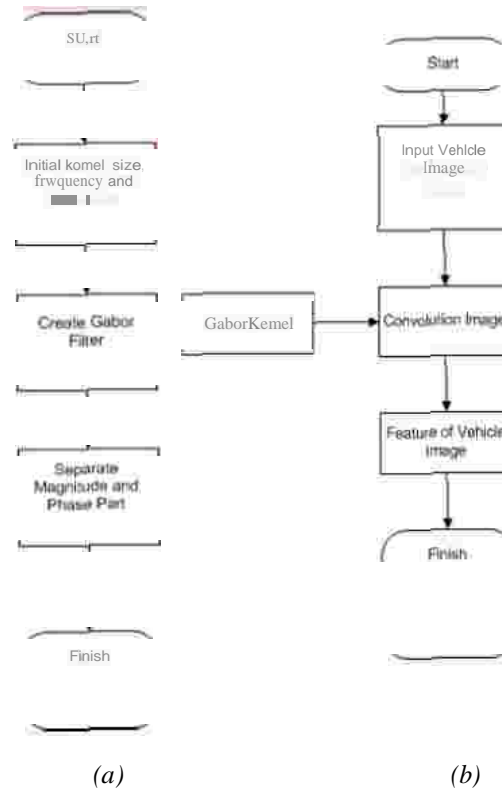 SU,rt
Initial komel size,
frwquency and
Create Gabor
Filter
Separate
Magnitude and
Phase Part
Finish
(a)
Start
Input Vehicle
Image
GaborKemel
Convolution Image
Feature of Vehicle
Image
Finish
(b)